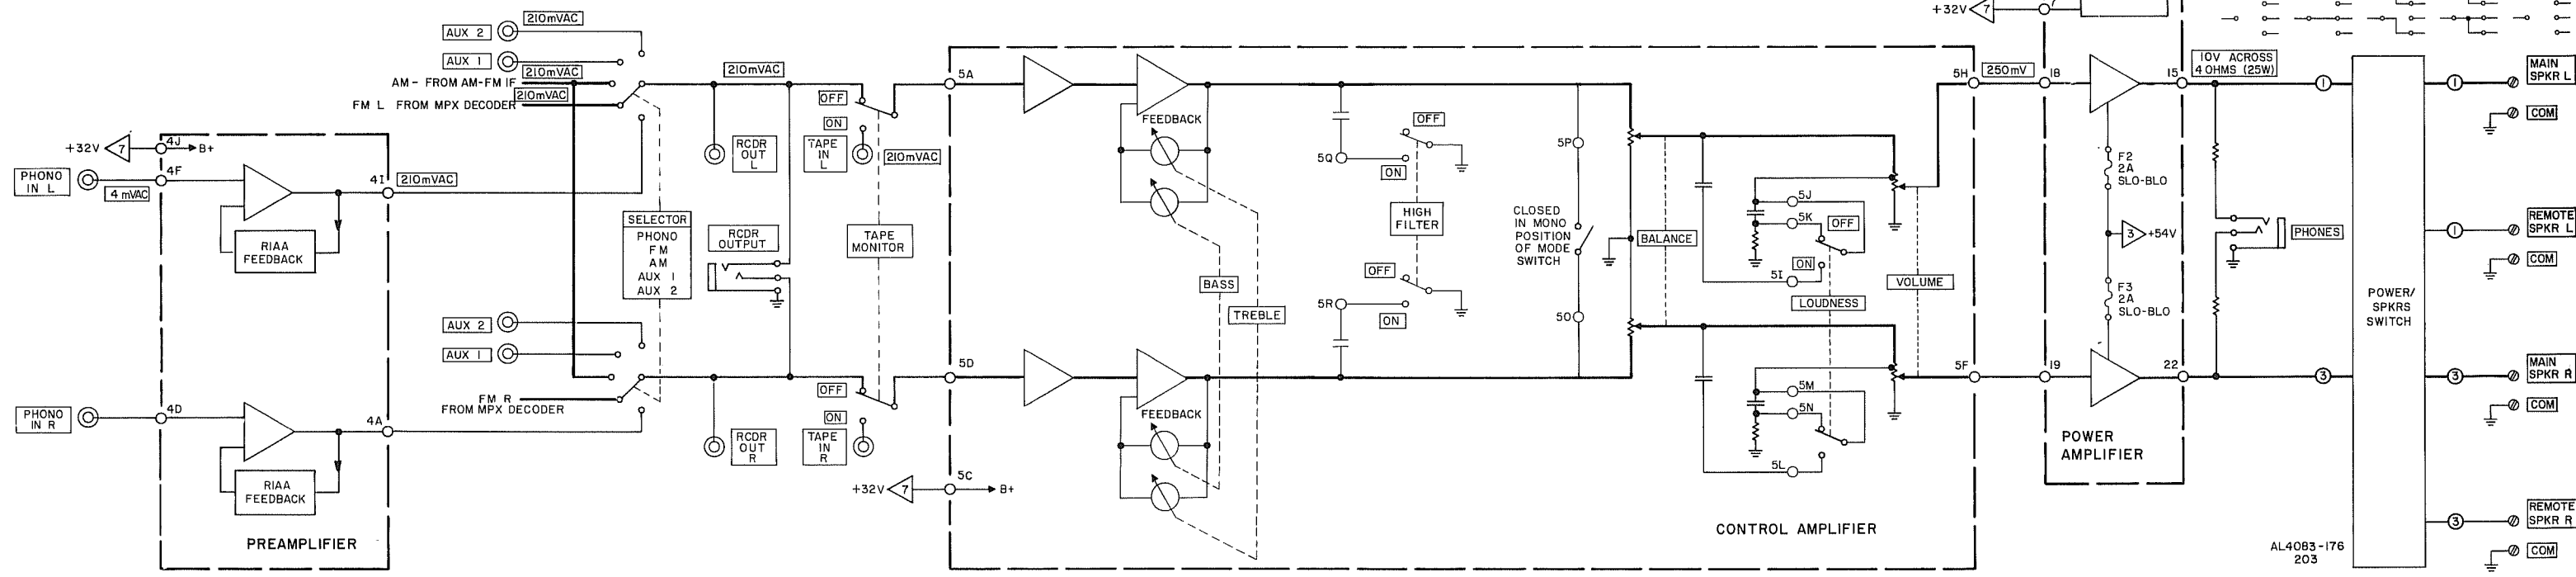 +32V 7
210mVAC
AUX 2
AUX 1
210mVAC
AM- FROM AM-FM IF
210mVAC
FM L FROM MPX DECODER
+32V 7 4J B+
PHONO
IN L
4F
4 mVAC
4I
210mVAC
RIAA
FEEDBACK
210mVAC
OFF
ON
RCDR
OUT
L
TAPE
IN
L
210mVAC
SELECTOR
PHONO
FM
AM
AUX 1
AUX 2
RCDR
OUTPUT
TAPE
MONITOR
AUX 2
AUX 1
FM R
FROM MPX DECODER
PHONO
IN R
4D
4A
RIAA
FEEDBACK
PREAMPLIFIER
OFF
ON
RCDR
OUT
R
TAPE
IN
R
+32V 7 5C B+
5A
5D
FEEDBACK
FEEDBACK
BASS
TREBLE
5Q
OFF
ON
HIGH
FILTER
5R
OFF
ON
5P
CLOSED
IN MONO
POSITION
OF MODE
SWITCH
5O
BALANCE
5J
5K
OFF
ON
5I
LOUDNESS
VOLUME
5M
5N
5L
CONTROL AMPLIFIER
5H
250mV
18
15
5F
19
22
F2
2A
SLO-BLO
3 +54V
F3
2A
SLO-BLO
POWER
AMPLIFIER
10V ACROSS
4 OHMS (25W)
PHONES
1
3
POWER/
SPKRS
SWITCH
AL4083-176
203
1
MAIN
SPKR L
COM
1
REMOTE
SPKR L
COM
3
MAIN
SPKR R
COM
3
REMOTE
SPKR R
COM